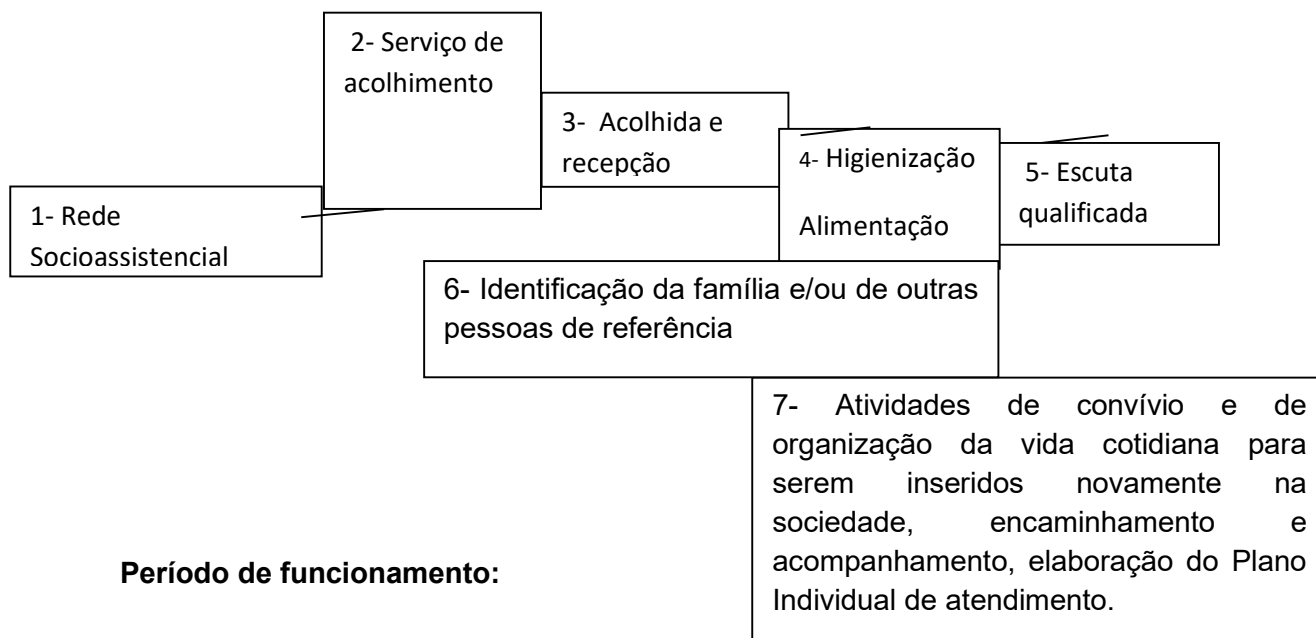 1- Rede
Socioassistencial
2- Serviço de
acolhimento
3- Acolhida e
recepção
4- Higienização
Alimentação
5- Escuta
qualificada
6- Identificação da família e/ou de outras
pessoas de referência
7- Atividades de convívio e de
organização da vida cotidiana para
serem inseridos novamente na
sociedade, encaminhamento e
acompanhamento, elaboração do Plano
Individual de atendimento.
Período de funcionamento: